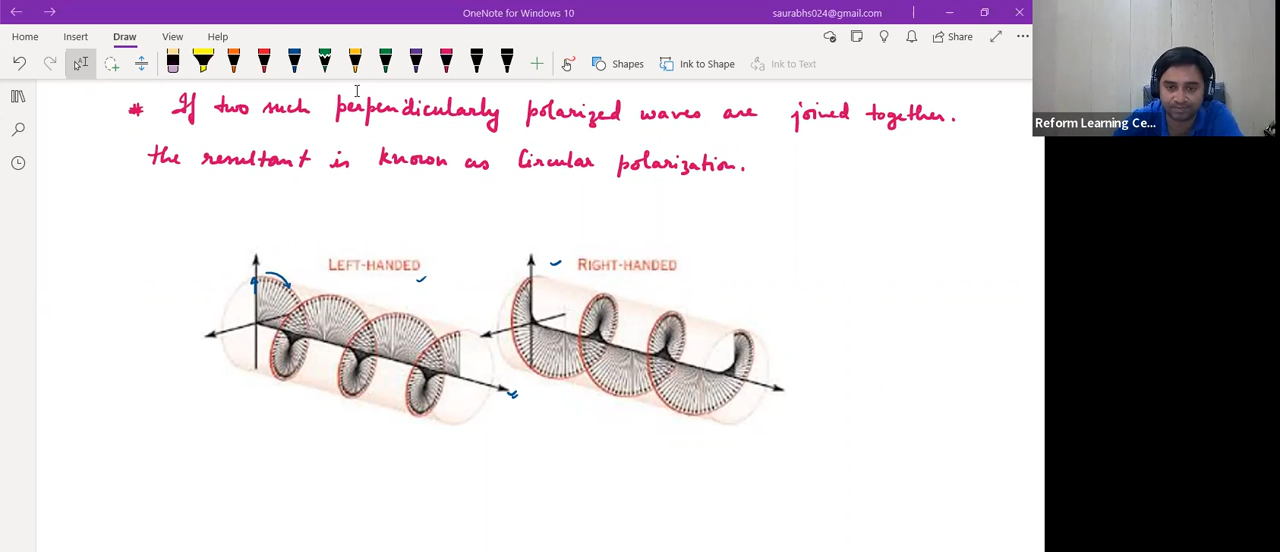 OneNote for Windows 10
saurabhs024@gmail.com
Home Insert Draw View Help
Share
Shapes
Ink to Shape
Ink to Text
* If two such perpendicularly polarized waves are joined together.
the resultant is known as Circular polarization.
LEFT-HANDED
RIGHT-HANDED
Reform Learning Ce...